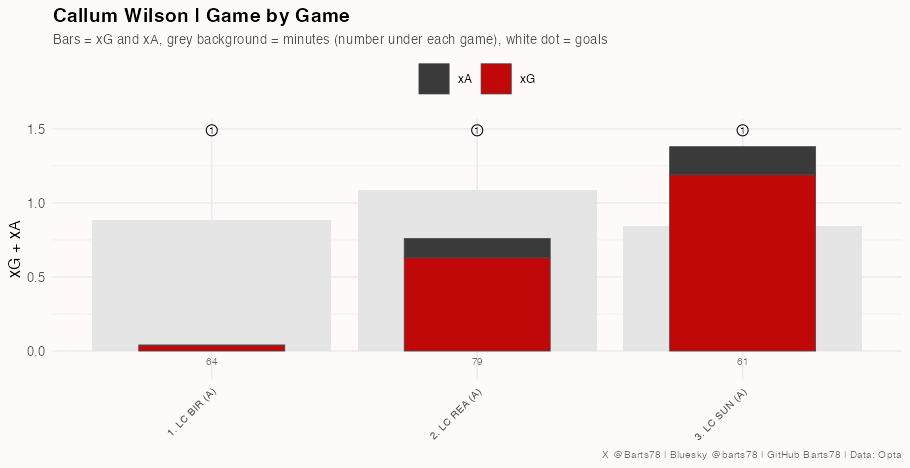 Callum Wilson | Game by Game
Bars = xG and xA, grey background = minutes (number under each game), white dot = goals
xA xG
1.5
1.0
0.5
0.0
xG + xA
1 1 1
64 79 61
1. LC BIR (A) 2. LC REA (A) 3. LC SUN (A)
X @Barts78 | Bluesky @barts78 | GitHub Barts78 | Data: Opta